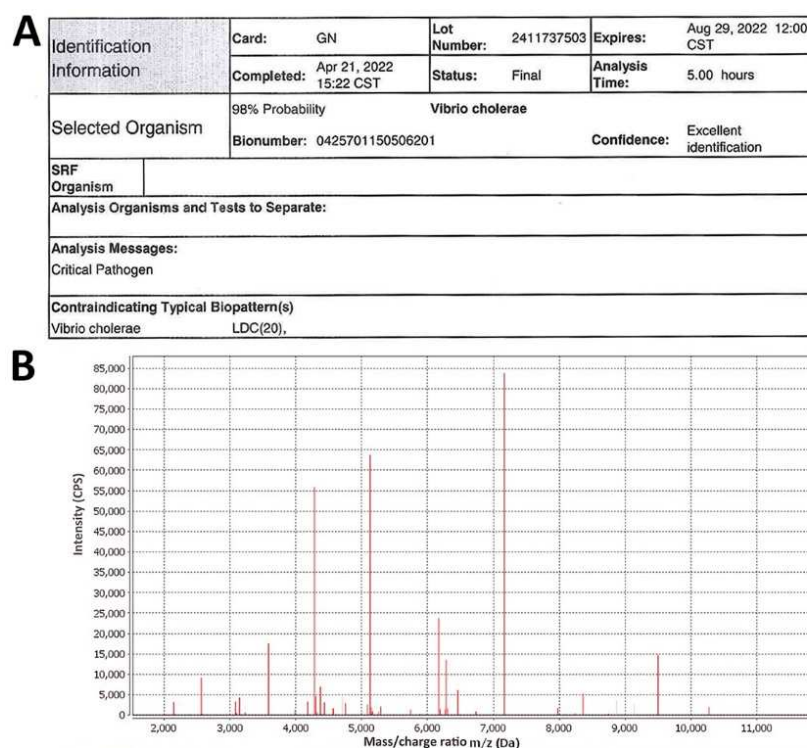 A
Identification Information
Card: GN
Lot Number: 2411737503
Expires: Aug 29, 2022 12:00 CST
Completed: Apr 21, 2022 15:22 CST
Status: Final
Analysis Time: 5.00 hours
Selected Organism
98% Probability Vibrio cholerae
Bionumber: 0425701150506201
Confidence: Excellent identification
SRF Organism
Analysis Organisms and Tests to Separate:
Analysis Messages:
Critical Pathogen
Contraindicating Typical Biopattern(s)
Vibrio cholerae LDC(20),
B
Intensity (CPS)
85,000
80,000
75,000
70,000
65,000
60,000
55,000
50,000
45,000
40,000
35,000
30,000
25,000
20,000
15,000
10,000
5,000
0
2,000 3,000 4,000 5,000 6,000 7,000 8,000 9,000 10,000 11,000
Mass/charge ratio m/z (Da)